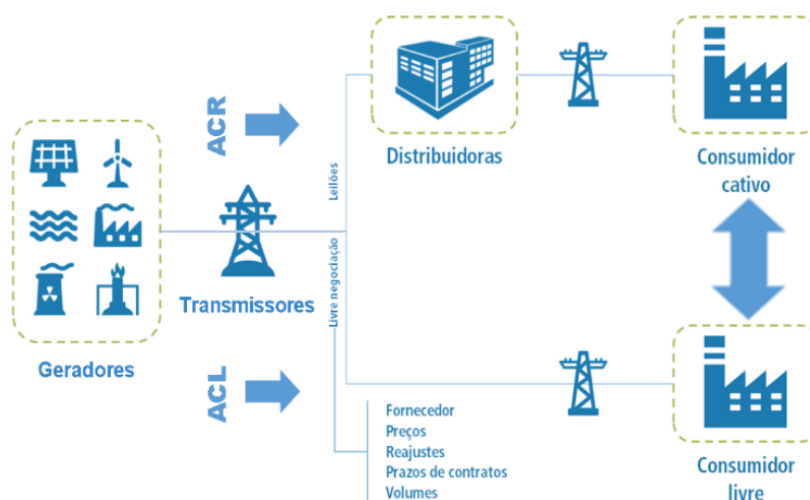 ACR
Leilões
Distribuidoras
Consumidor
cativo
Geradores
Transmissores
Livre negociação
ACL
Fornecedor
Preços
Reajustes
Prazos de contratos
Volumes
Consumidor
livre